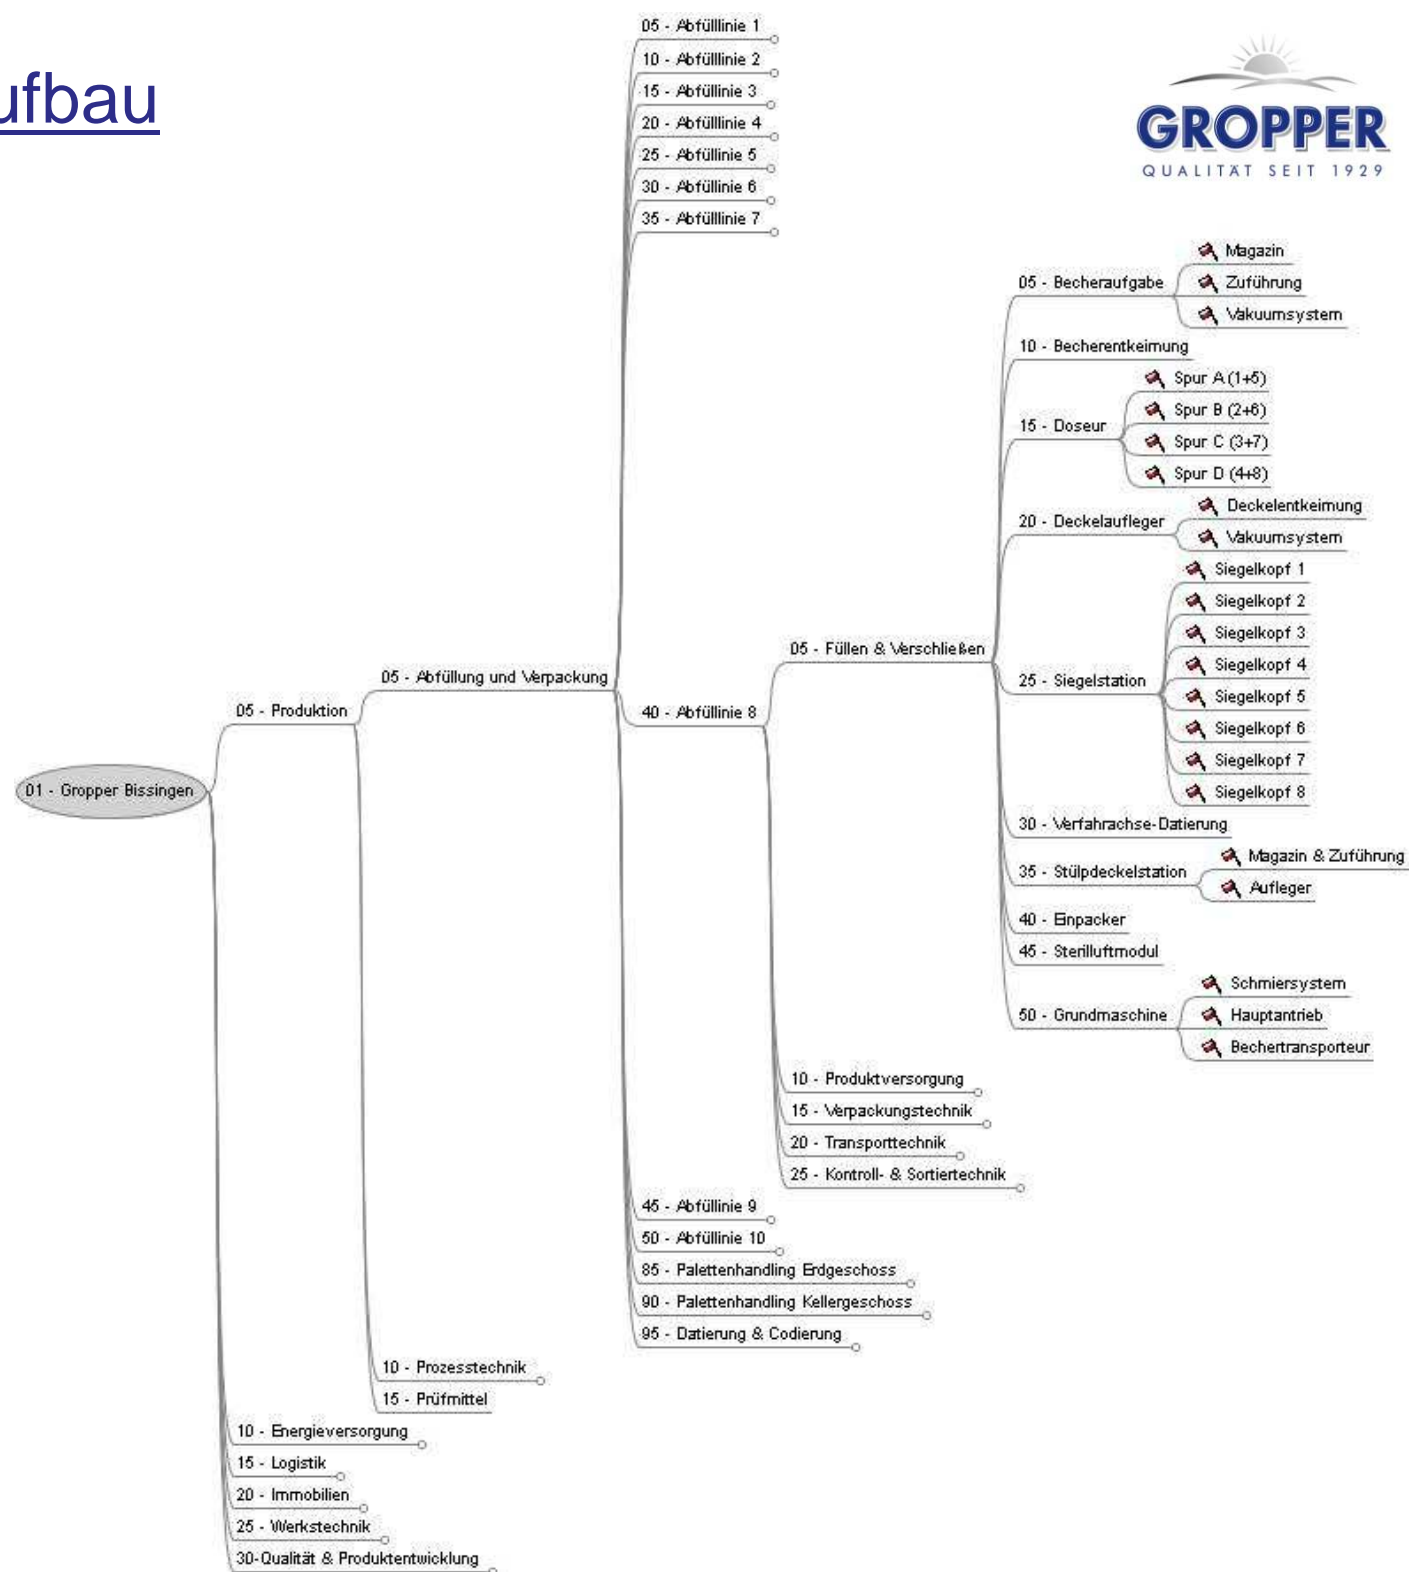 ufbau
GROPPER
QUALITÄT SEIT 1929
01 - Gropper Bissingen
05 - Produktion
05 - Abfüllung und Verpackung
05 - Abfülllinie 1
10 - Abfülllinie 2
15 - Abfüllinie 3
20 - Abfülllinie 4
25 - Abfüllinie 5
30 - Abfüllinie 6
35 - Abfülllinie 7
40 - Abfüllinie 8
05 - Füllen & Verschließen
05 - Becheraufgabe
Magazin
Zuführung
Vakuumsystem
10 - Becherentkeimung
15 - Doseur
Spur A (1+5)
Spur B (2+6)
Spur C (3+7)
Spur D (4+8)
20 - Deckelaufleger
Deckelentkeimung
Vakuumsystem
25 - Siegelstation
Siegelkopf 1
Siegelkopf 2
Siegelkopf 3
Siegelkopf 4
Siegelkopf 5
Siegelkopf 6
Siegelkopf 7
Siegelkopf 8
30 - Verfahrachse-Datierung
35 - Stülpdeckelstation
Magazin & Zuführung
Aufleger
40 - Einpacker
45 - Sterilluftmodul
50 - Grundmaschine
Schmiersystem
Hauptantrieb
Bechertransporteur
10 - Produktversorgung
15 - Verpackungstechnik
20 - Transporttechnik
25 - Kontroll- & Sortiertechnik
45 - Abfüllinie 9
50 - Abfüllinie 10
85 - Palettenhandling Erdgeschoss
90 - Palettenhandling Kellergeschoss
95 - Datierung & Codierung
10 - Prozesstechnik
15 - Prüfmittel
10 - Energieversorgung
15 - Logistik
20 - Immobilien
25 - Werkstechnik
30-Qualität & Produktentwicklung